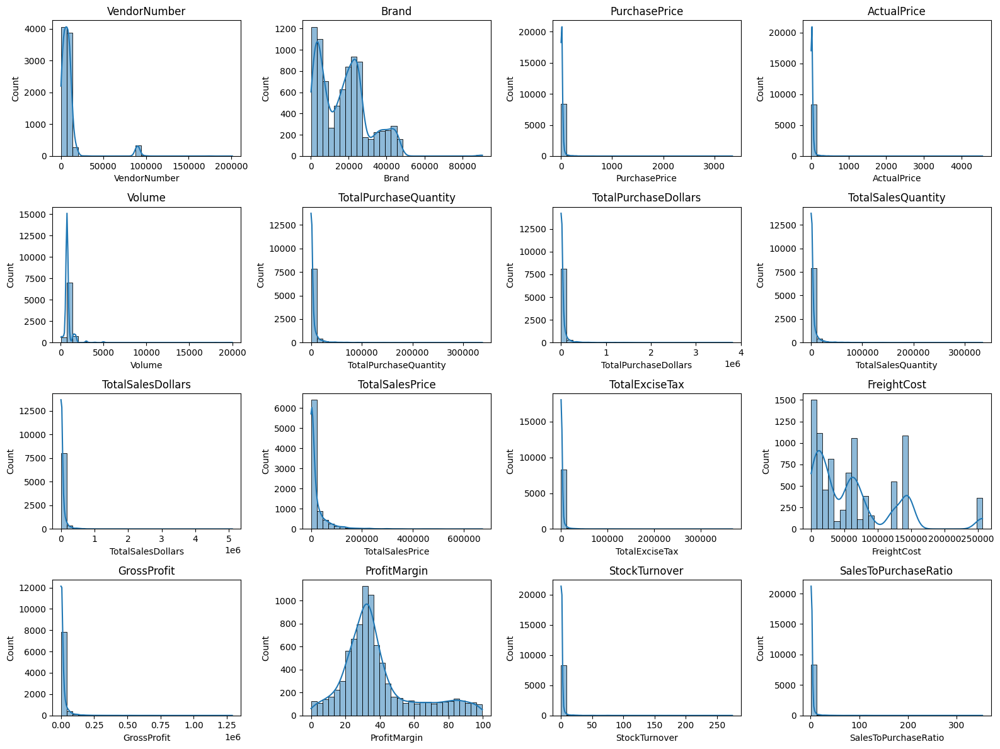 VendorNumber
Count
4000
3000
2000
1000
0
0 50000 100000 150000 200000
VendorNumber
Brand
Count
1200
1000
800
600
400
200
0
0 20000 40000 60000 80000
Brand
PurchasePrice
Count
20000
15000
10000
5000
0
0 1000 2000 3000
PurchasePrice
ActualPrice
Count
20000
15000
10000
5000
0
0 1000 2000 3000 4000
ActualPrice
Volume
Count
15000
12500
10000
7500
5000
2500
0
0 5000 10000 15000 20000
Volume
TotalPurchaseQuantity
Count
12500
10000
7500
5000
2500
0
0 100000 200000 300000
TotalPurchaseQuantity
TotalPurchaseDollars
Count
12500
10000
7500
5000
2500
0
0 1 2 3 4
1e6
TotalPurchaseDollars
TotalSalesQuantity
Count
12500
10000
7500
5000
2500
0
0 100000 200000 300000
TotalSalesQuantity
TotalSalesDollars
Count
12500
10000
7500
5000
2500
0
0 1 2 3 4 5
1e6
TotalSalesDollars
TotalSalesPrice
Count
6000
5000
4000
3000
2000
1000
0
0 200000 400000 600000
TotalSalesPrice
TotalExciseTax
Count
15000
10000
5000
0
0 100000 200000 300000
TotalExciseTax
FreightCost
Count
1500
1250
1000
750
500
250
0
0 50000 100000 150000 200000 250000
FreightCost
GrossProfit
Count
12000
10000
8000
6000
4000
2000
0
0.00 0.25 0.50 0.75 1.00 1.25
1e6
GrossProfit
ProfitMargin
Count
1000
800
600
400
200
0
0 20 40 60 80 100
ProfitMargin
StockTurnover
Count
20000
15000
10000
5000
0
0 50 100 150 200 250
StockTurnover
SalesToPurchaseRatio
Count
20000
15000
10000
5000
0
0 100 200 300
SalesToPurchaseRatio